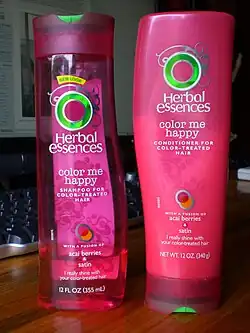 NEW LOOK!
Herbal
essences
color me
happy
SHAMPOO FOR
COLOR-TREATED
HAIR
WITH A FUSION OF
acai berries
&
satin
I really shine with
your color-treated hair
12 FL OZ (355 mL)
Herbal
essences
color me
happy
CONDITIONER FOR
COLOR-TREATED
HAIR
WITH A FUSION OF
acai berries
&
satin
I really shine with
your color-treated hair
NET WT. 12 OZ (340g)